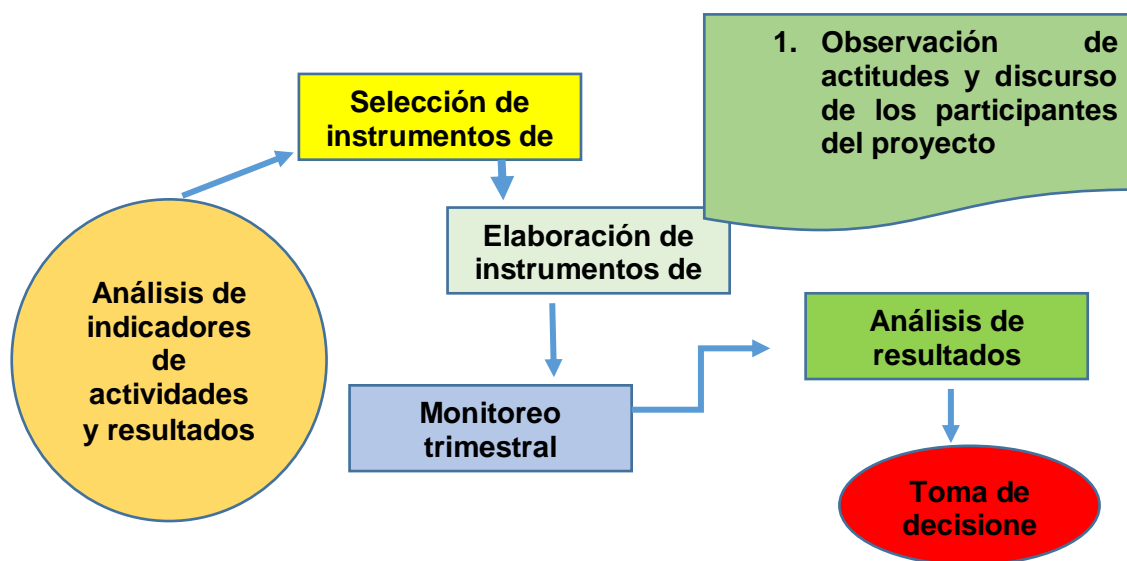 1. Observación de
actitudes y discurso
de los participantes
del proyecto
Selección de
instrumentos de
Elaboración de
instrumentos de
Análisis de
indicadores
de
actividades
y resultados
Monitoreo
trimestral
Análisis de
resultados
Toma de
decisione